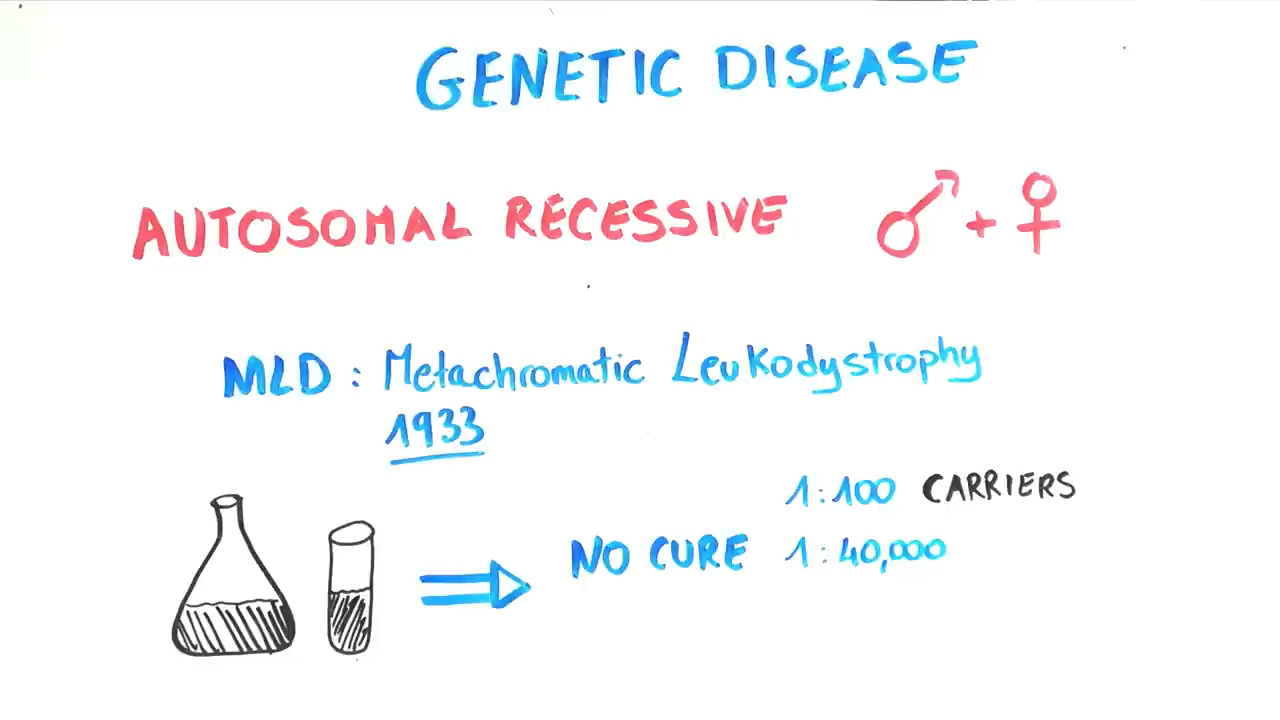 GENETIC DISEASE
AUTOSOMAL RECESSIVE ♂ + ♀
MLD : Metachromatic Leukodystrophy
1933
1:100 CARRIERS
NO CURE 1:40,000